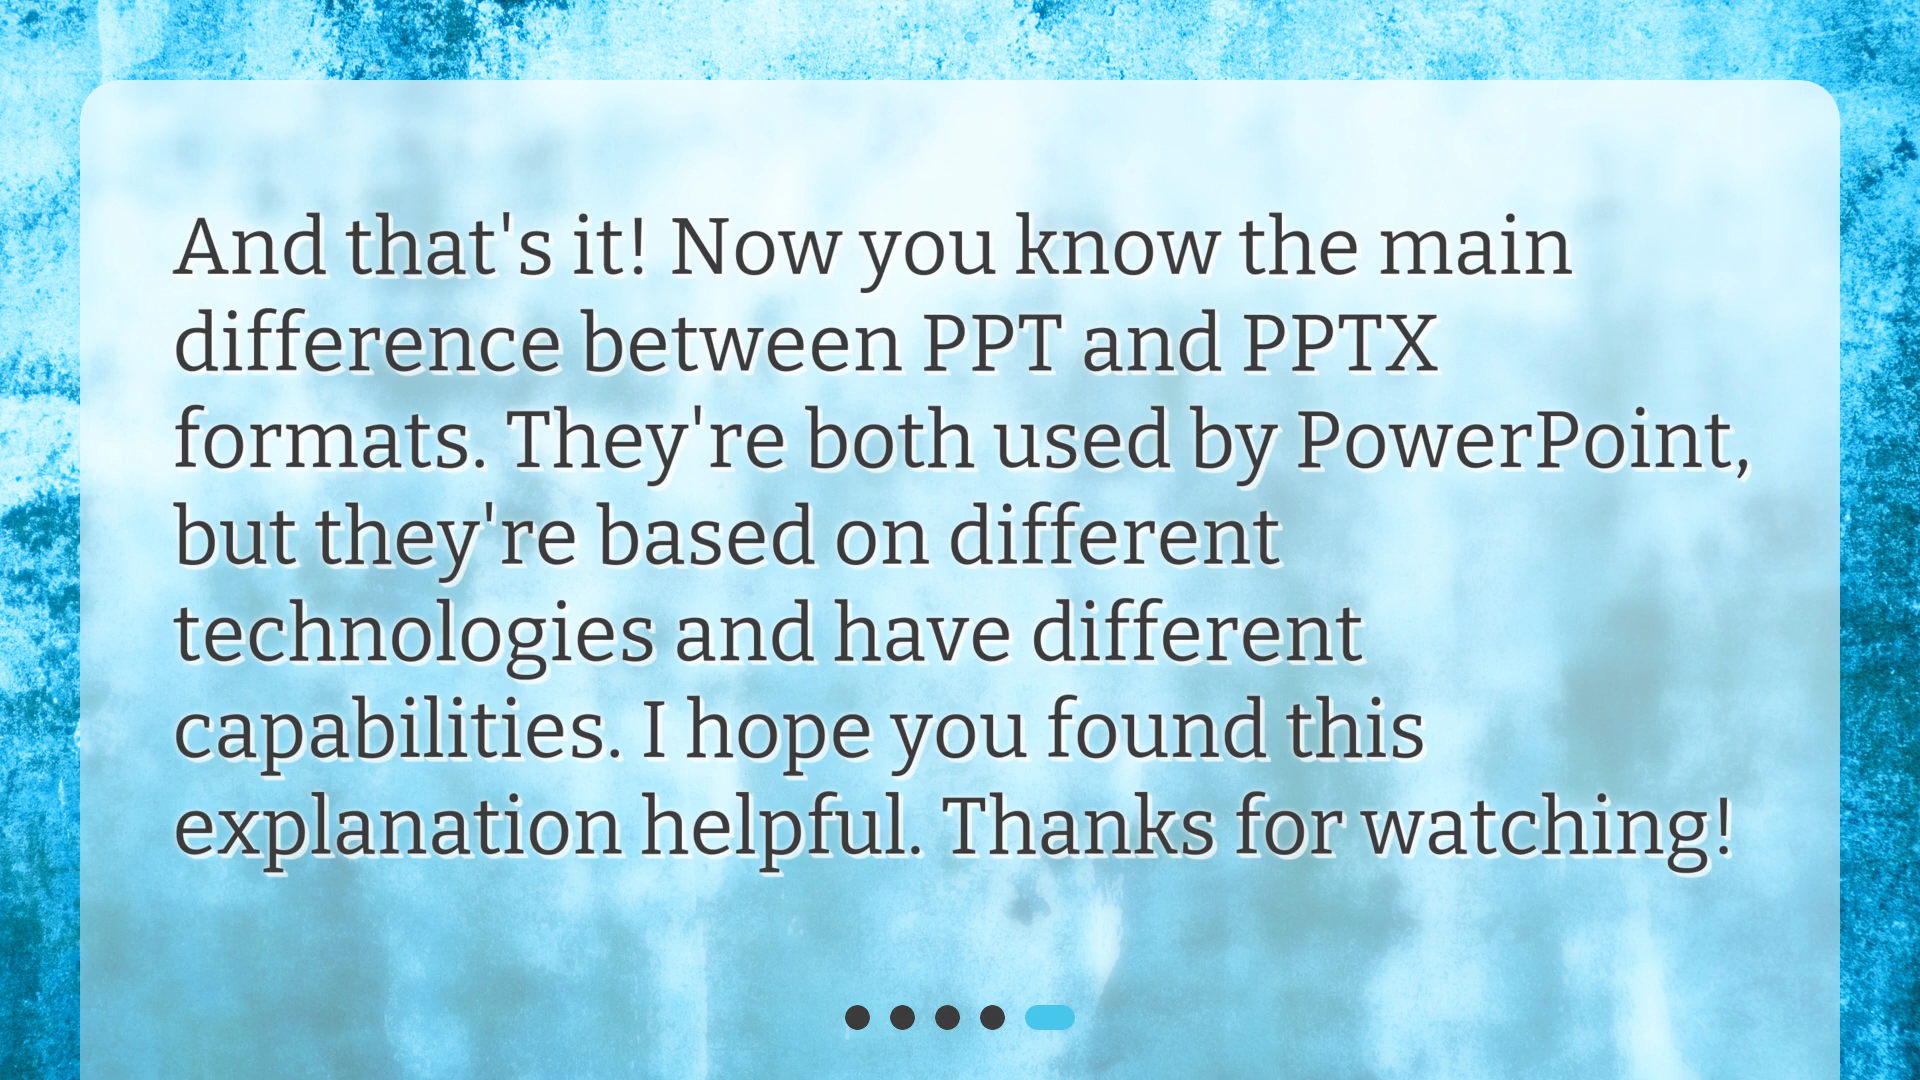 And that's it! Now you know the main
difference between PPT and PPTX
formats. They're both used by PowerPoint,
but they're based on different
technologies and have different
capabilities. I hope you found this
explanation helpful. Thanks for watching!